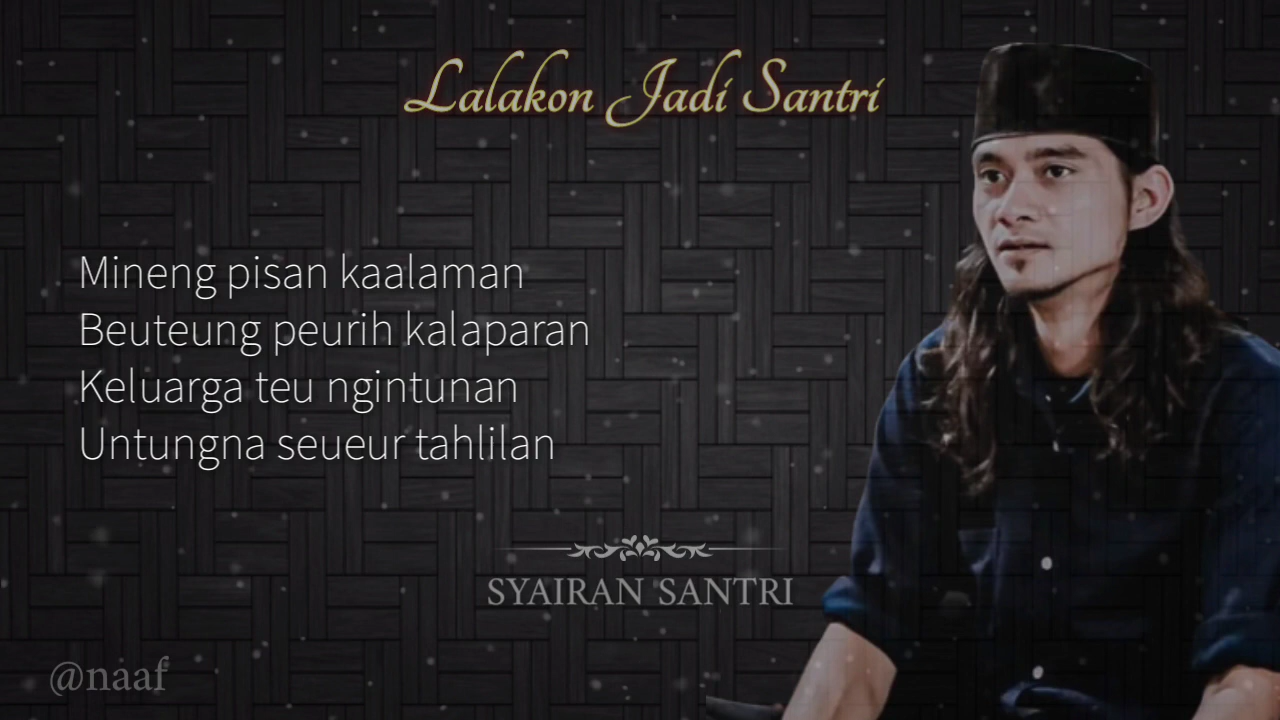 Lalakon Jadi Santri
Mineng pisan kaalaman
Beuteung peurih kalaparan
Keluarga teu ngintunan
Untungna seueur tahlilan
SYAIRAN SANTRI
@naaf